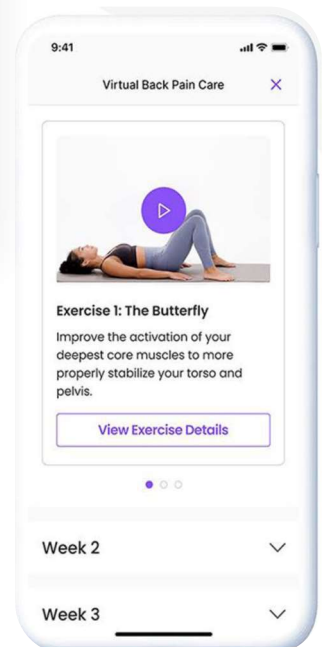 9:41
Virtual Back Pain Care
Exercise 1: The Butterfly
Improve the activation of your
deepest core muscles to more
properly stabilize your torso and
pelvis.
View Exercise Details
Week 2
Week 3